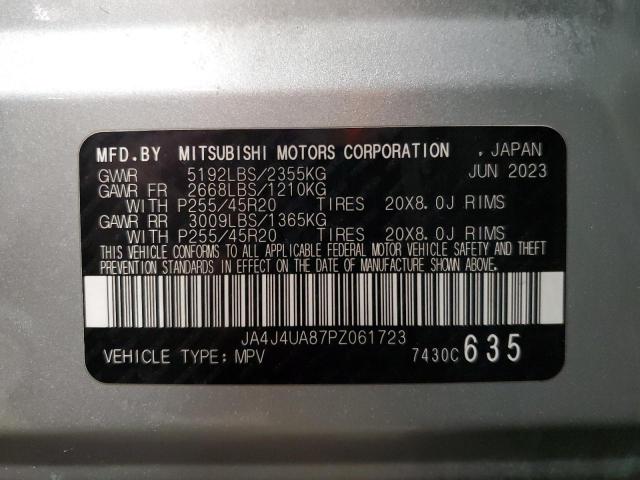 MFD.BY MITSUBISHI MOTORS CORPORATION , JAPAN
GVWR 5192LBS/2355KG JUN 2023
GAWR FR 2668LBS/1210KG
WITH P255/45R20 TIRES 20X8.0J RIMS
GAWR RR 3009LBS/1365KG
WITH P255/45R20 TIRES 20X8.0J RIMS
THIS VEHICLE CONFORMS TO ALL APPLICABLE FEDERAL MOTOR VEHICLE SAFETY AND THEFT
PREVENTION STANDARDS IN EFFECT ON THE DATE OF MANUFACTURE SHOWN ABOVE.
JA4J4UA87PZ061723
VEHICLE TYPE: MPV 7430C 635